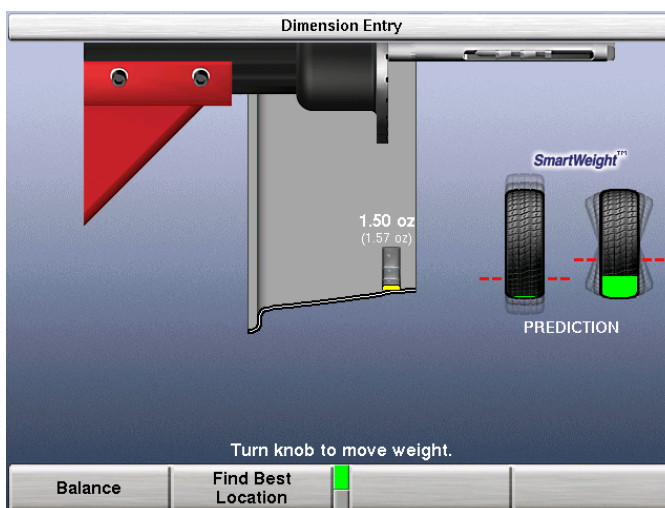 Dimension Entry
SmartWeight™
1.50 oz
(1.57 oz)
PREDICTION
Turn knob to move weight.
Balance
Find Best
Location